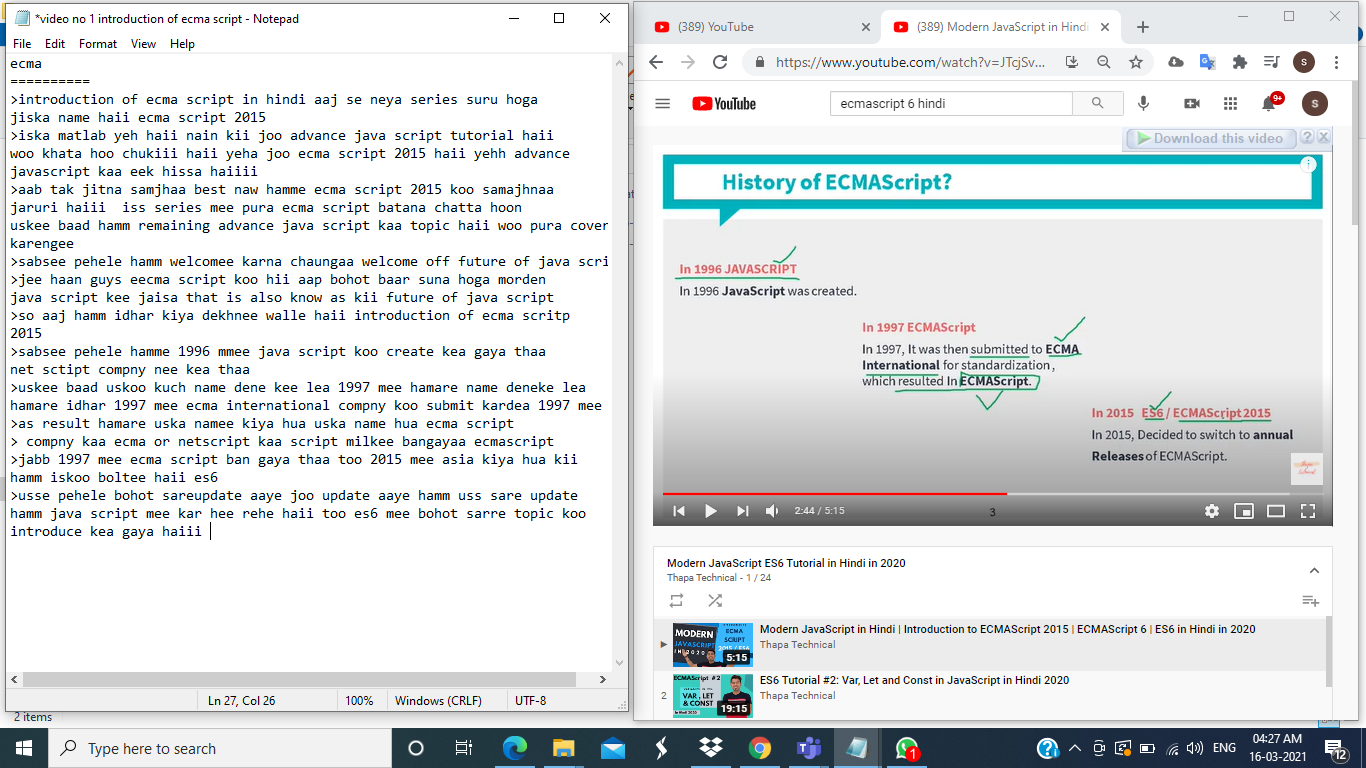 *video no 1 introduction of ecma script - Notepad
File Edit Format View Help
ecma
==========
>introduction of ecma script in hindi aaj se neya series suru hoga
jiska name haii ecma script 2015
>iska matlab yeh haii nain kii joo advance java script tutorial haii
woo khata hoo chukiii haii yeha joo ecma script 2015 haii yehh advance
javascript kaa eek hissa haiiii
>aab tak jitna samjhaa best naw hamme ecma script 2015 koo samajhnaa
jaruri haiii  iss series mee pura ecma script batana chatta hoon
uskee baad hamm remaining advance java script kaa topic haii woo pura cover
karengee
>sabsee pehele hamm welcomee karna chaungaa welcome off future of java scri
>jee haan guys eecma script koo hii aap bohot baar suna hoga morden
java script kee jaisa that is also know as kii future of java script
>so aaj hamm idhar kiya dekhnee walle haii introduction of ecma scritp
2015
>sabsee pehele hamme 1996 mmee java script koo create kea gaya thaa
net sctipt compny nee kea thaa
>uskee baad uskoo kuch name dene kee lea 1997 mee hamare name deneke lea
hamare idhar 1997 mee ecma international compny koo submit kardea 1997 mee
>as result hamare uska namee kiya hua uska name hua ecma script
> compny kaa ecma or netscript kaa script milkee bangayaa ecmascript
>jabb 1997 mee ecma script ban gaya thaa too 2015 mee asia kiya hua kii
hamm iskoo boltee haii es6
>usse pehele bohot sareupdate aaye joo update aaye hamm uss sare update
hamm java script mee kar hee rehe haii too es6 mee bohot sarre topic koo
introduce kea gaya haiii
Ln 27, Col 26 100% Windows (CRLF) UTF-8
2 items
(389) YouTube
(389) Modern JavaScript in Hindi
https://www.youtube.com/watch?v=JTcjSv...
S
YouTube
ecmascript 6 hindi
9+
S
Download this video ?
History of ECMAScript?
In 1996 JAVASCRIPT
In 1996 JavaScript was created.
In 1997 ECMAScript
In 1997, It was then submitted to ECMA
International for standardization,
which resulted In ECMAScript.
In 2015 ES6 / ECMAScript 2015
In 2015, Decided to switch to annual
Releases of ECMAScript.
2:44 / 5:15
3
Modern JavaScript ES6 Tutorial in Hindi in 2020
Thapa Technical - 1 / 24
MODERN
JAVASCRIPT
IN 2020
ECMA
SCRIPT
2015 / ES6
5:15
Modern JavaScript in Hindi | Introduction to ECMAScript 2015 | ECMAScript 6 | ES6 in Hindi in 2020
Thapa Technical
2
ECMAScript #2
VAR, LET
& CONST
19:15
ES6 Tutorial #2: Var, Let and Const in JavaScript in Hindi 2020
Thapa Technical
Type here to search
1
ENG
04:27 AM
16-03-2021
12